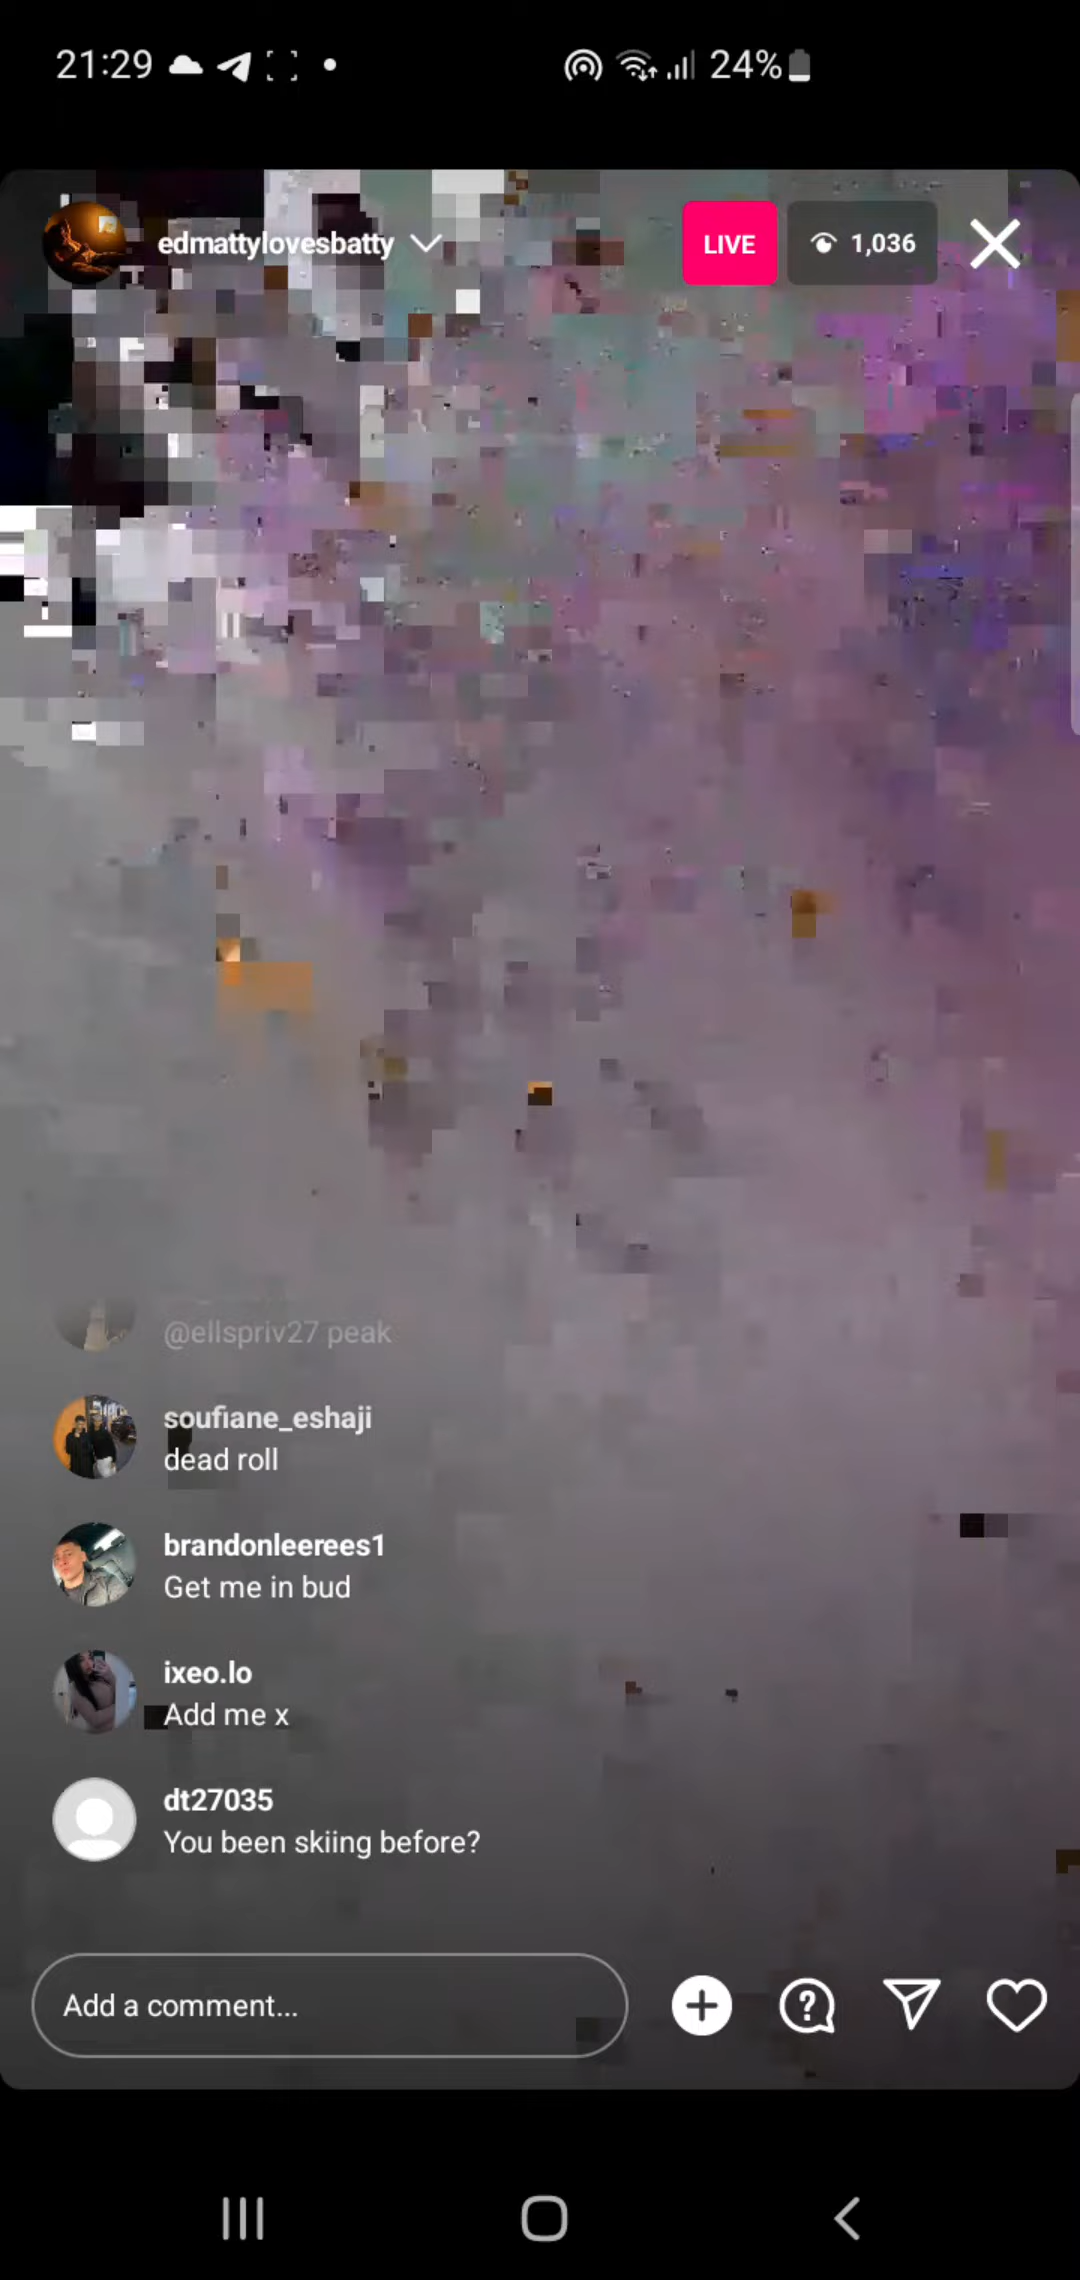 21:29
24%
edmattylovesbatty
LIVE
1,036
@ellspriv27 peak
soufiane_eshaji
dead roll
brandonleerees1
Get me in bud
ixeo.lo
Add me x
dt27035
You been skiing before?
Add a comment...